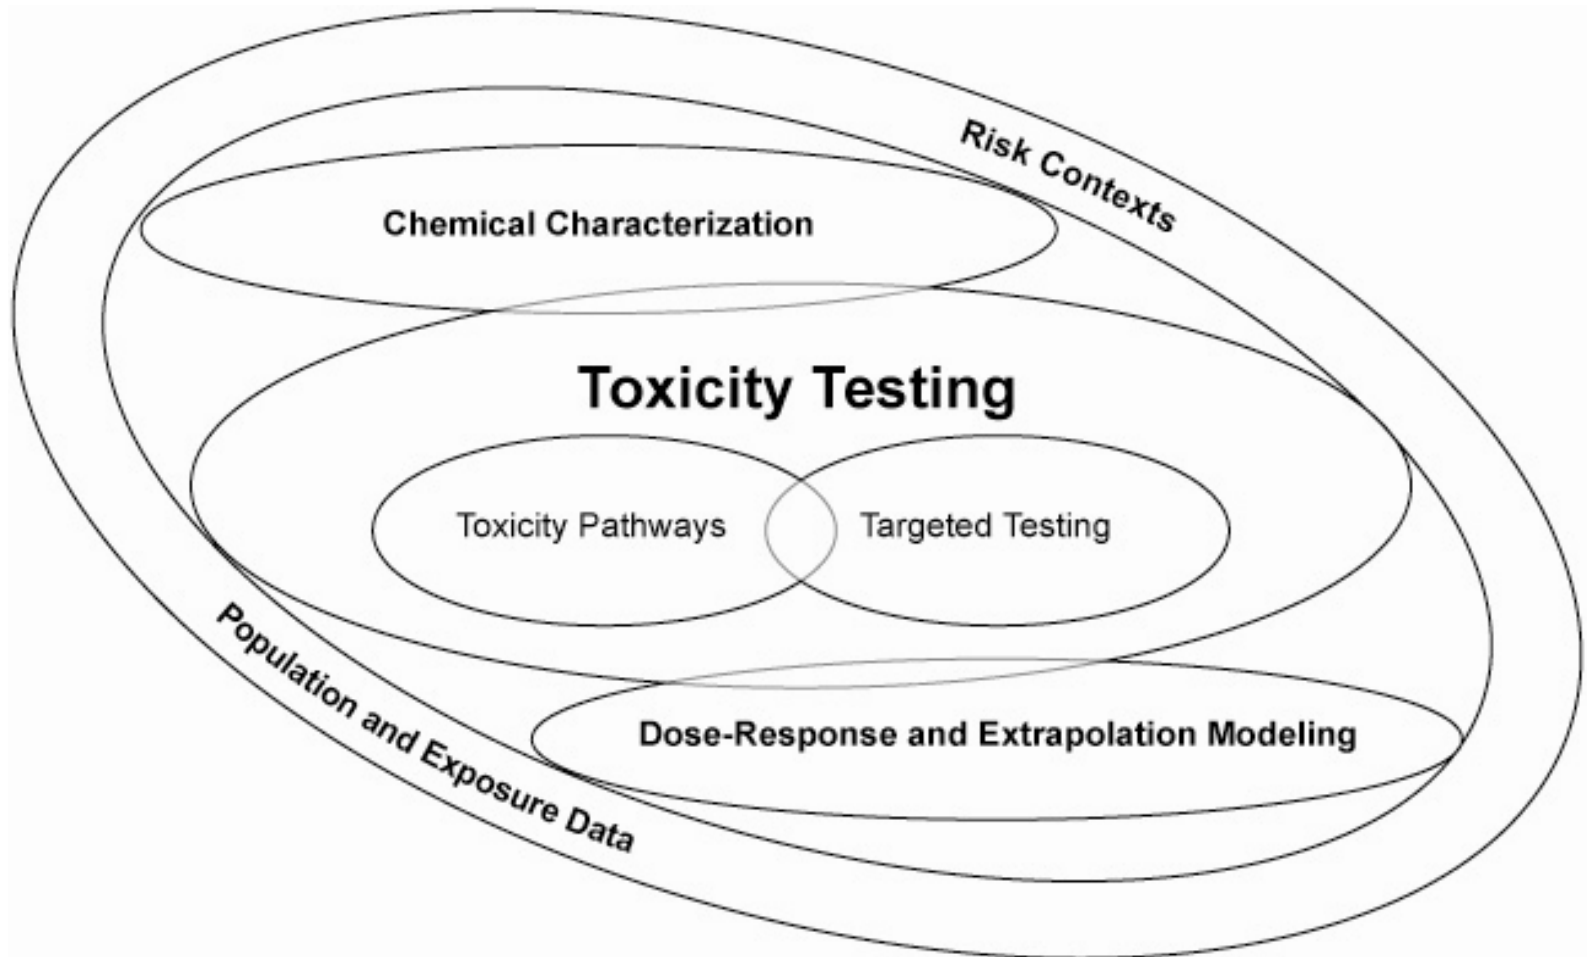 Risk Contexts
Chemical Characterization
Toxicity Testing
Toxicity Pathways
Targeted Testing
Population and Exposure Data
Dose-Response and Extrapolation Modeling